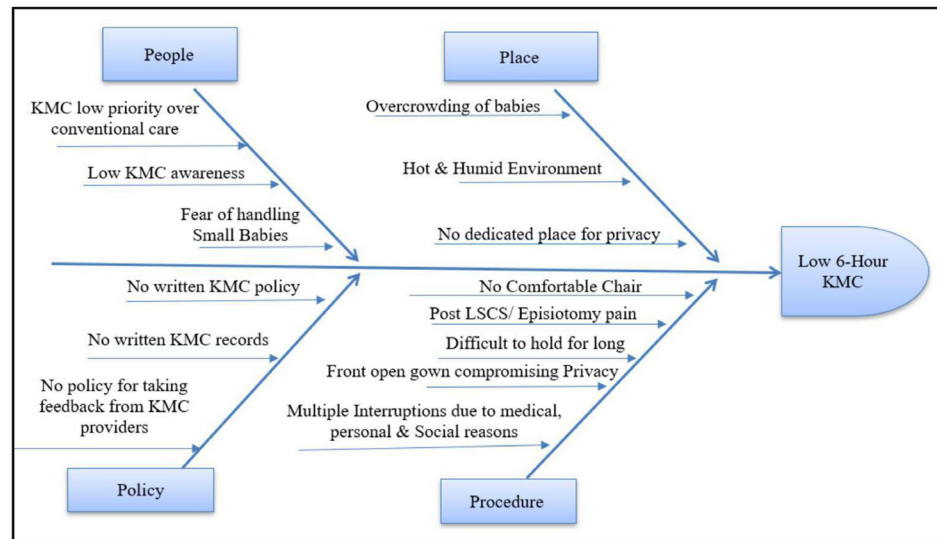 People
KMC low priority over
conventional care
Low KMC awareness
Fear of handling
Small Babies
Place
Overcrowding of babies
Hot & Humid Environment
No dedicated place for privacy
Low 6-Hour
KMC
No written KMC policy
No written KMC records
No policy for taking
feedback from KMC
providers
Policy
No Comfortable Chair
Post LSCS/ Episiotomy pain
Difficult to hold for long
Front open gown compromising Privacy
Multiple Interruptions due to medical,
personal & Social reasons
Procedure